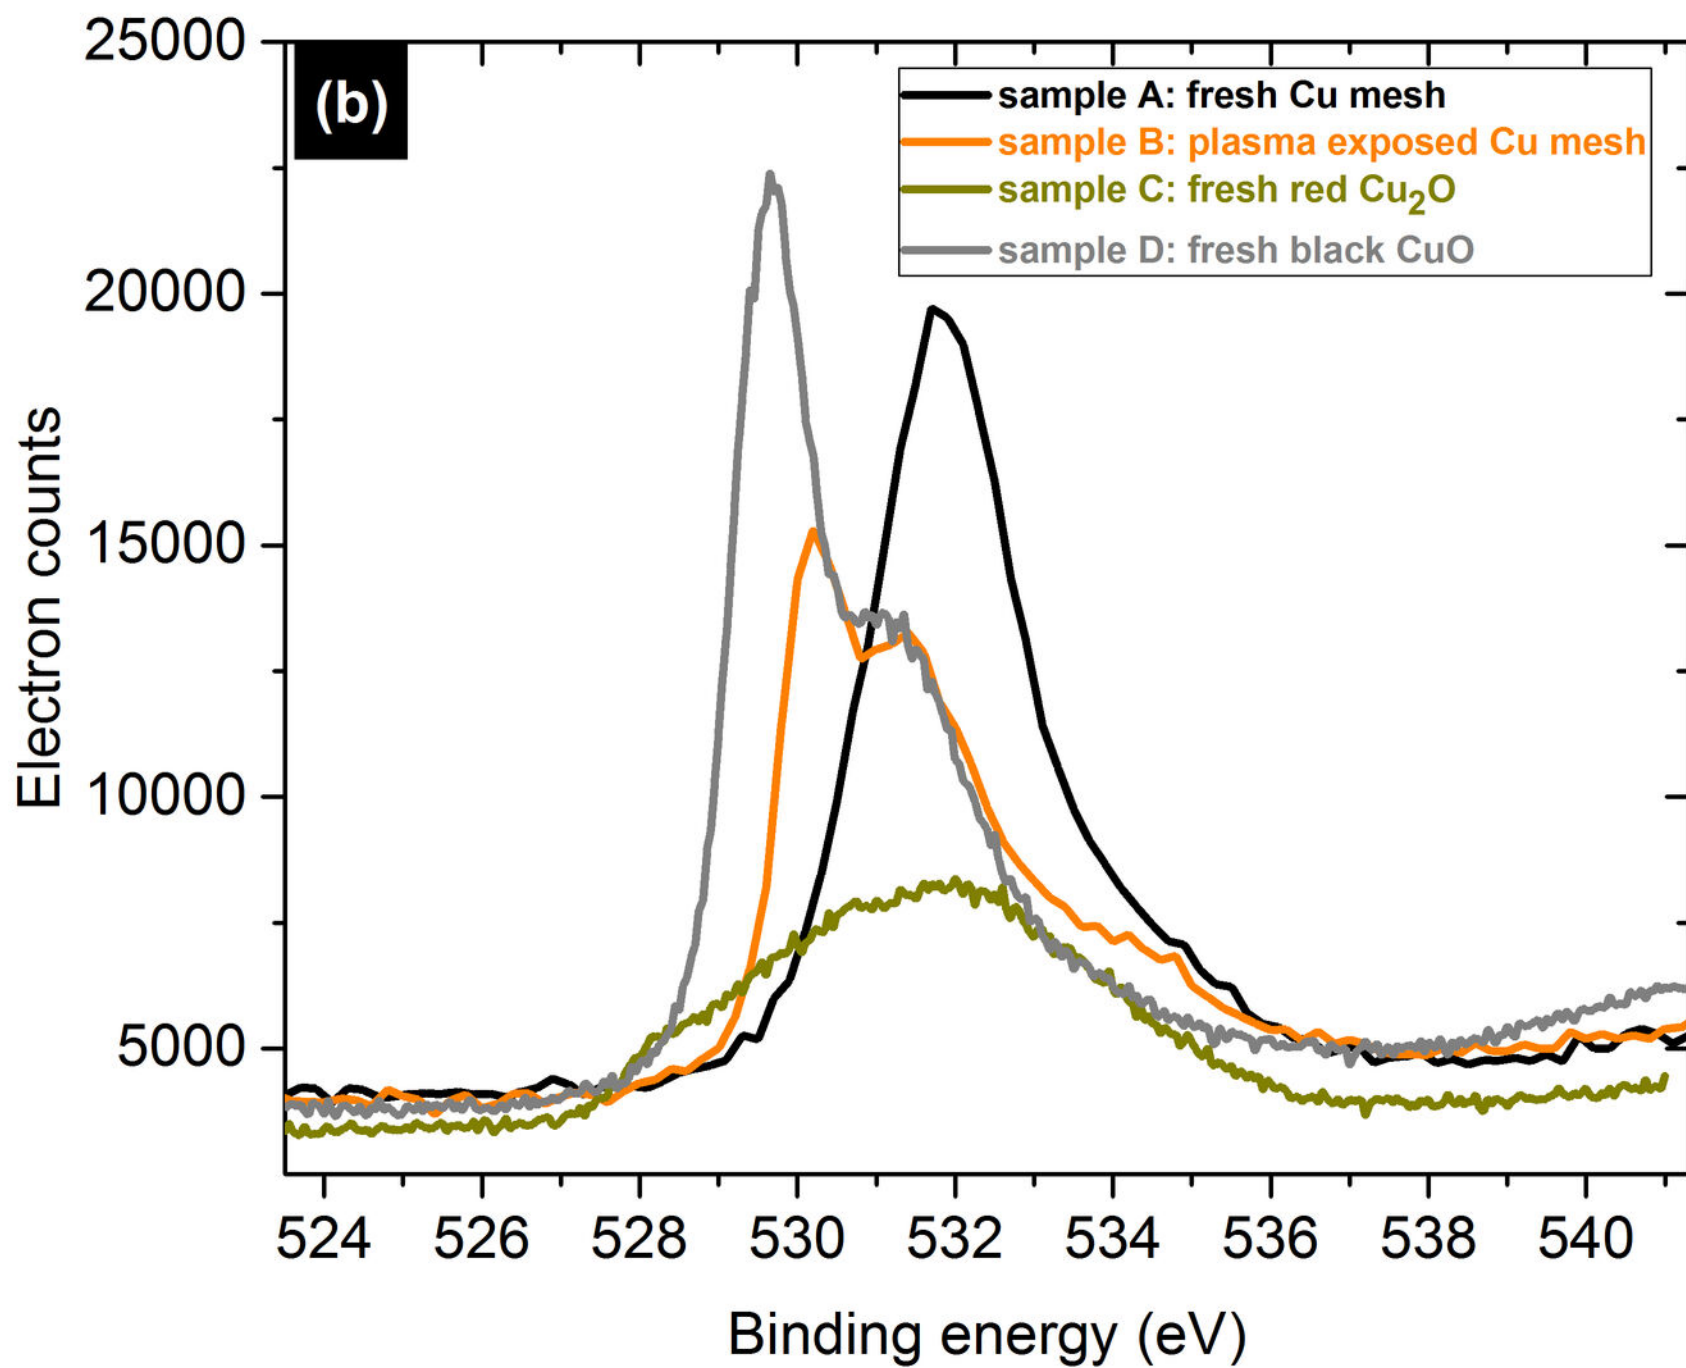 (b)
sample A: fresh Cu mesh
sample B: plasma exposed Cu mesh
sample C: fresh red Cu₂O
sample D: fresh black CuO
25000
20000
15000
10000
5000
Electron counts
524 526 528 530 532 534 536 538 540
Binding energy (eV)